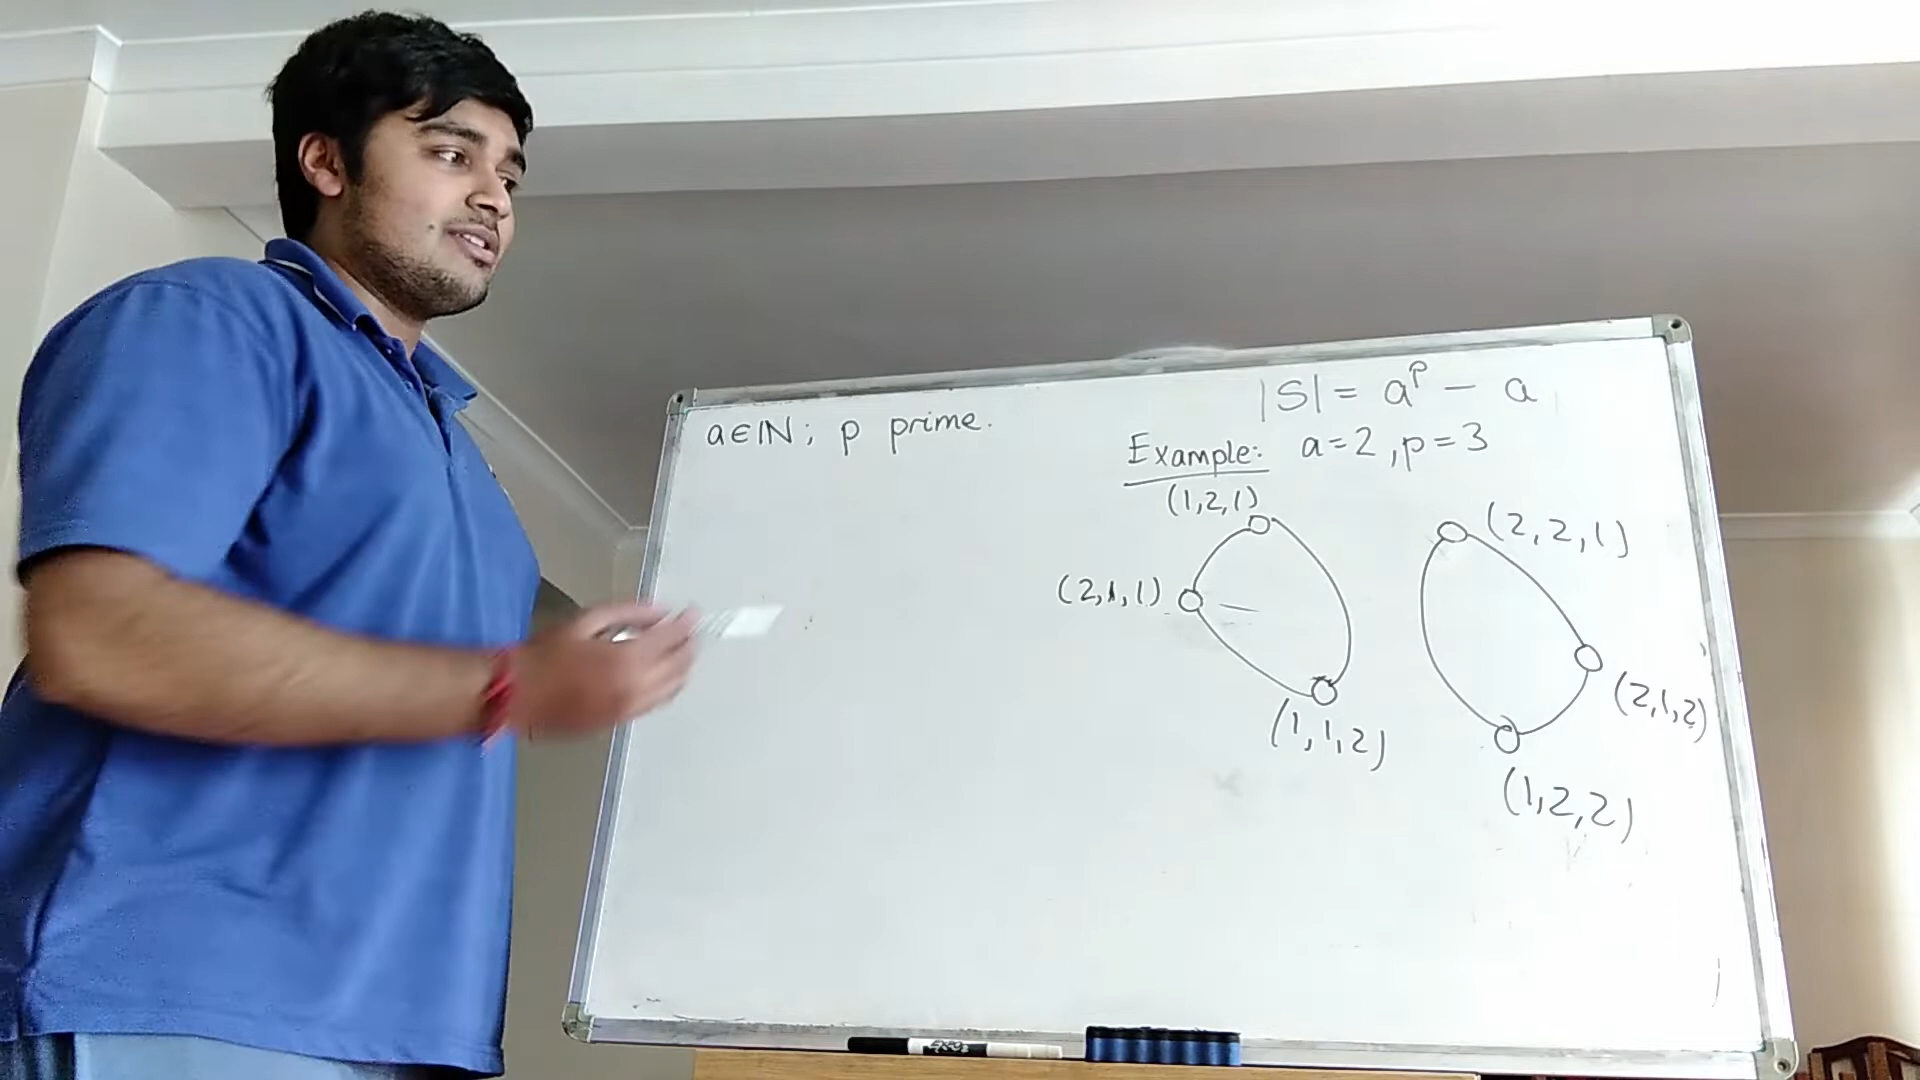 a∈ℕ; p prime.
|S| = a^p − a
Example: a=2, p=3
(1,2,1)
(2,1,1)
(1,1,2)
(2,2,1)
(2,1,2)
(1,2,2)
EXPO